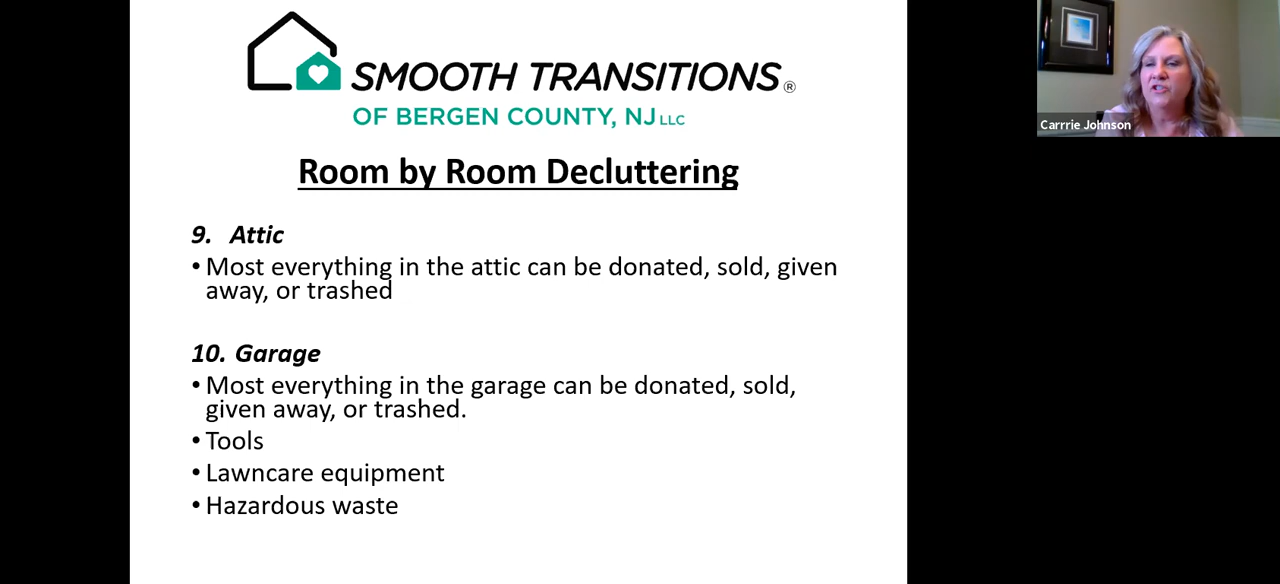 SMOOTH TRANSITIONS®
OF BERGEN COUNTY, NJ LLC
Room by Room Decluttering
9. Attic
• Most everything in the attic can be donated, sold, given
away, or trashed
10. Garage
• Most everything in the garage can be donated, sold,
given away, or trashed.
• Tools
• Lawncare equipment
• Hazardous waste
Carrrie Johnson